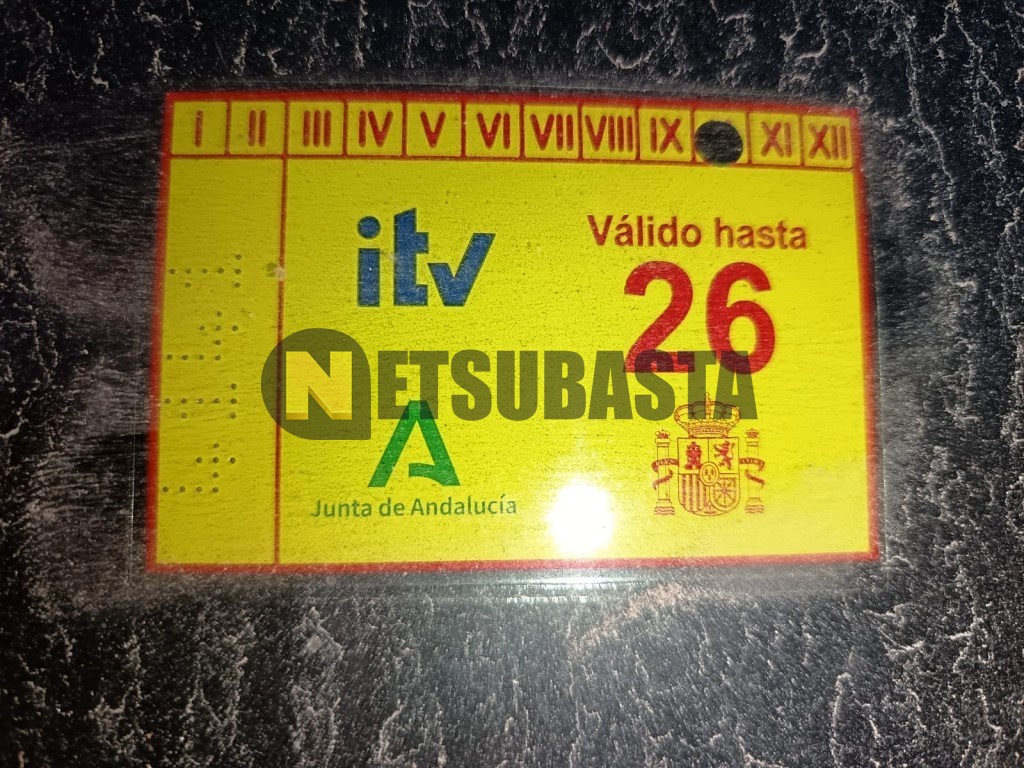 I II III IV V VI VII VIII IX XI XII
itv
Válido hasta
26
NETSUBASTA
Junta de Andalucía